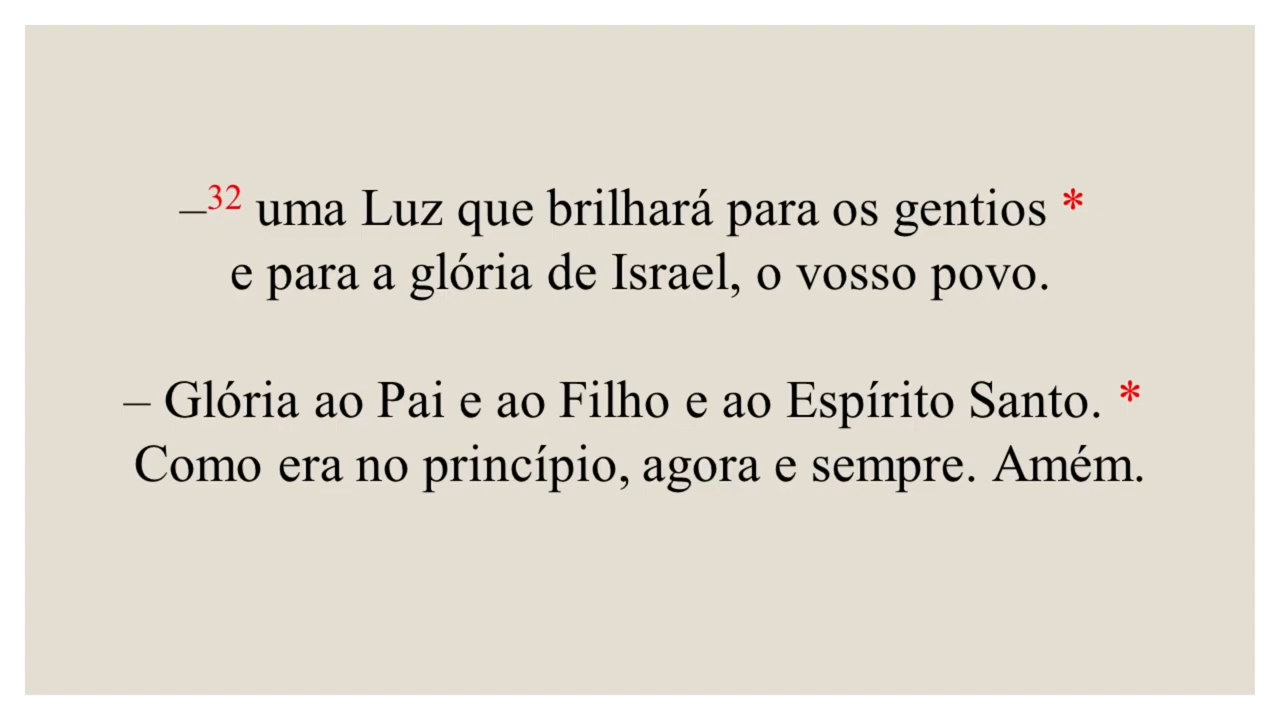 –32 uma Luz que brilhará para os gentios *
e para a glória de Israel, o vosso povo.
– Glória ao Pai e ao Filho e ao Espírito Santo. *
Como era no princípio, agora e sempre. Amém.